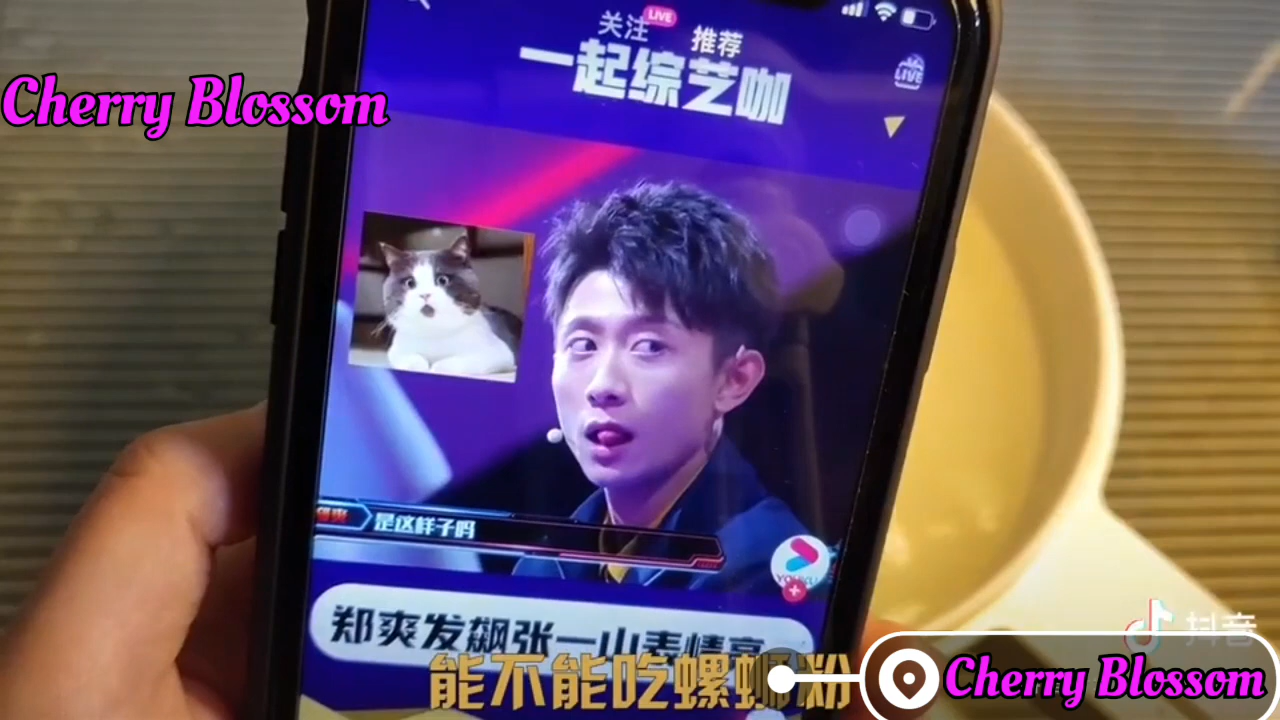 LIVE
关注 推荐
一起综艺咖
LIVE
Cherry Blossom
是这样子吗
YOUKU
郑爽发飙张一山表情亮
能不能吃螺蛳粉
抖音
Cherry Blossom